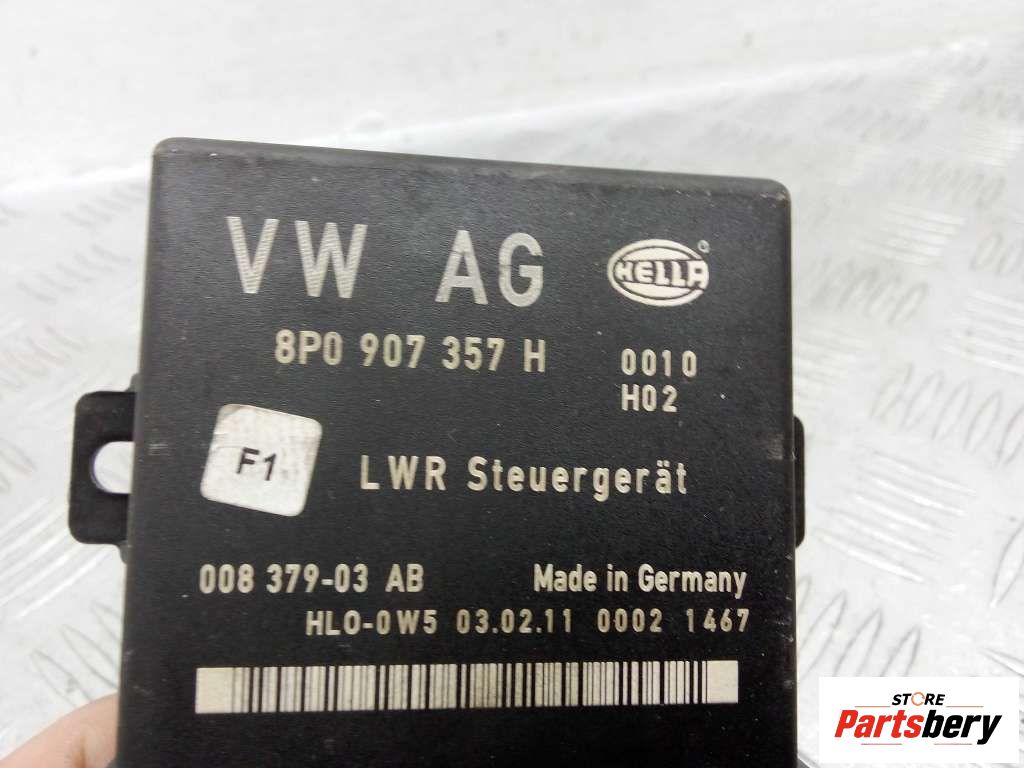 VW AG HELLA
8P0 907 357 H 0010
H02
F1
LWR Steuergerät
008 379-03 AB Made in Germany
HLO-0W5 03.02.11 0002 1467
STORE
Partsbery